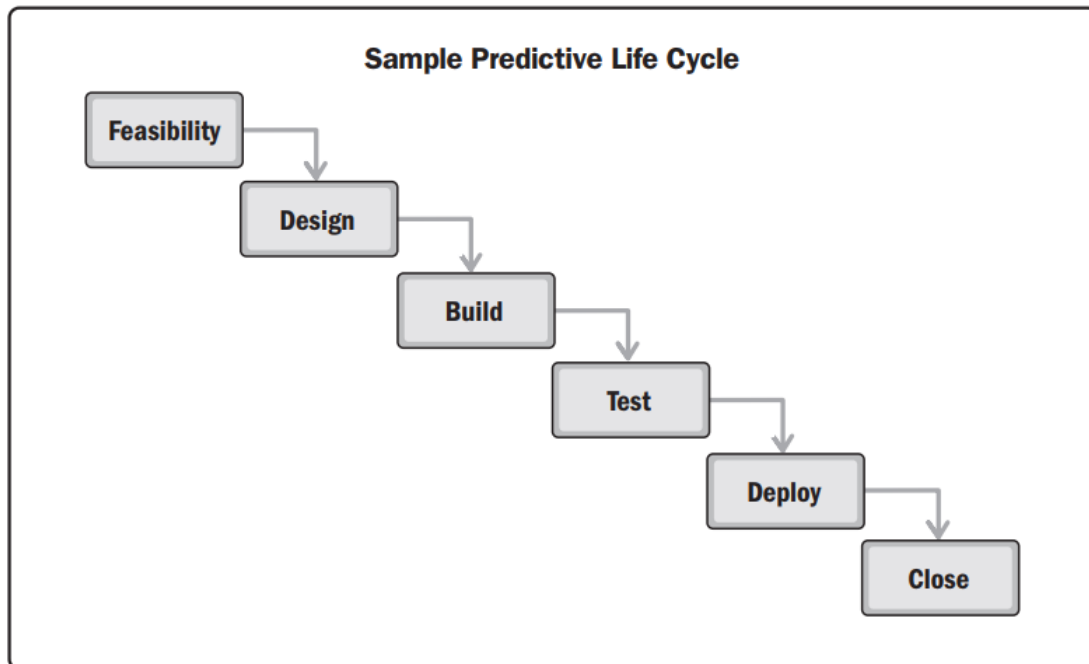 Sample Predictive Life Cycle
Feasibility
Design
Build
Test
Deploy
Close